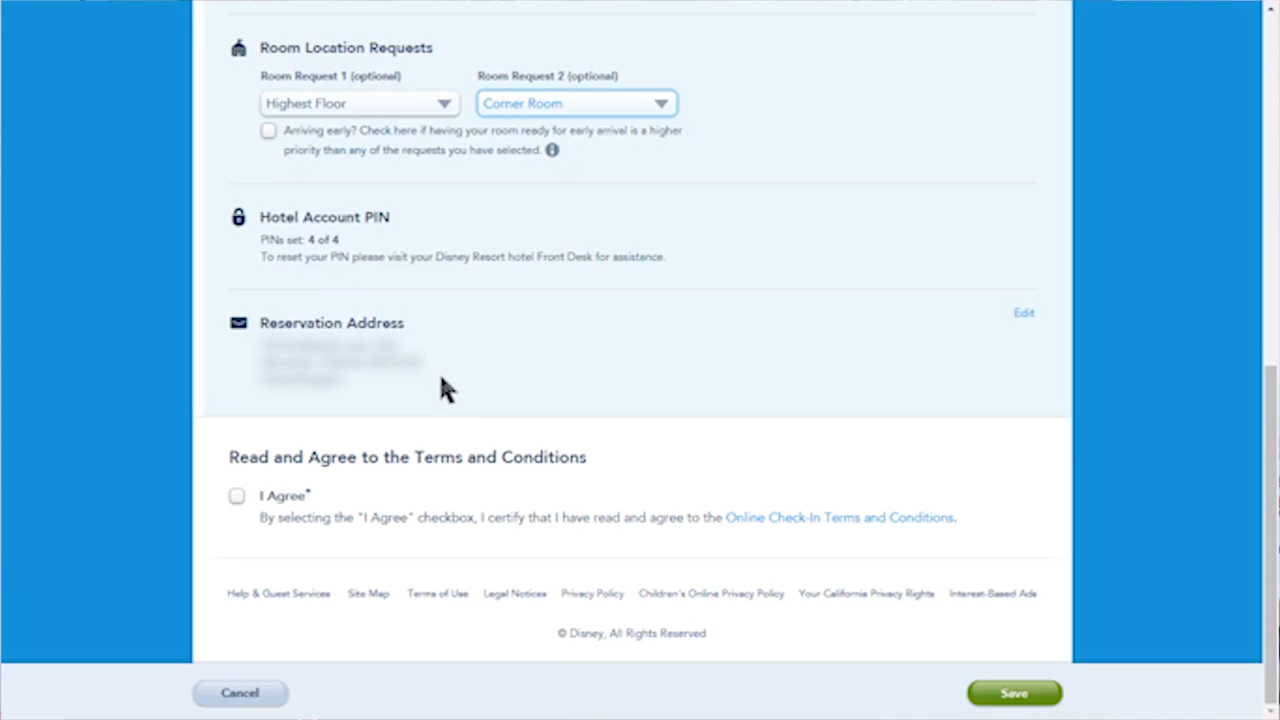 Room Location Requests
Room Request 1 (optional) Room Request 2 (optional)
Highest Floor Corner Room
Arriving early? Check here if having your room ready for early arrival is a higher
priority than any of the requests you have selected.
Hotel Account PIN
PINs set: 4 of 4
To reset your PIN please visit your Disney Resort hotel Front Desk for assistance.
Reservation Address Edit
Read and Agree to the Terms and Conditions
I Agree*
By selecting the "I Agree" checkbox, I certify that I have read and agree to the Online Check-In Terms and Conditions.
Help & Guest Services Site Map Terms of Use Legal Notices Privacy Policy Children's Online Privacy Policy Your California Privacy Rights Interest-Based Ads
© Disney, All Rights Reserved
Cancel Save